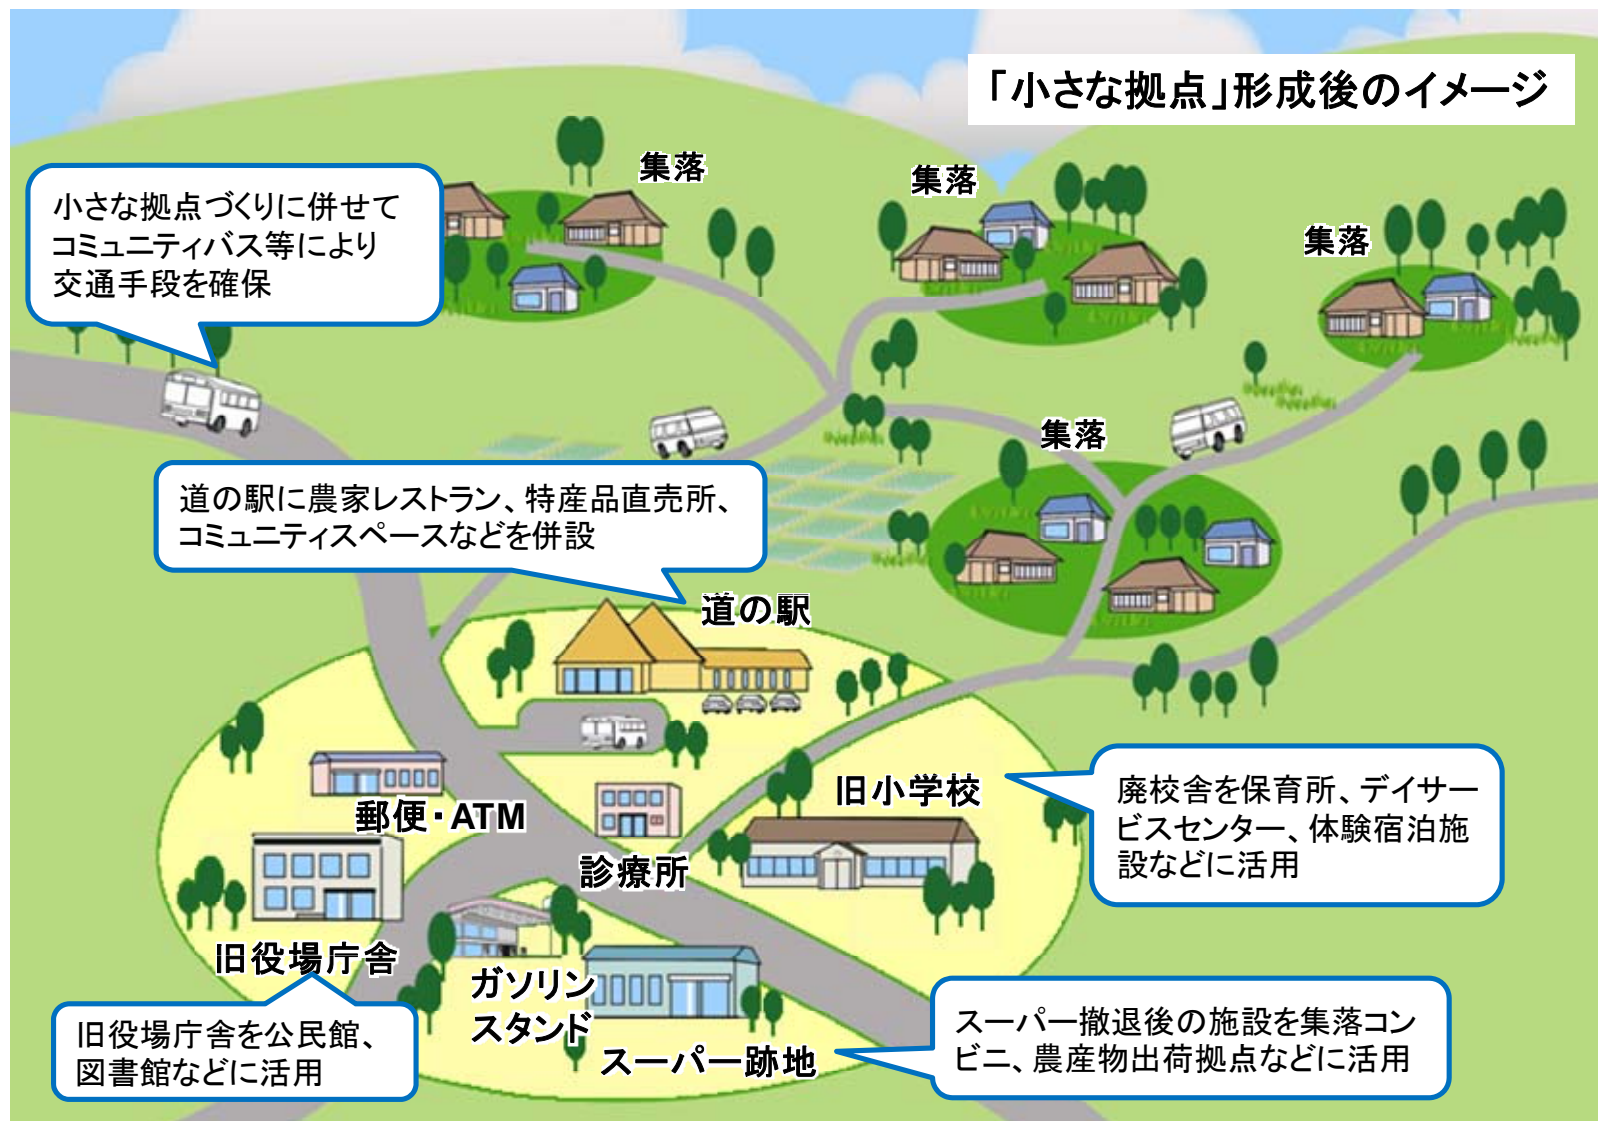 「小さな拠点」形成後のイメージ
集落
集落
集落
小さな拠点づくりに併せて
コミュニティバス等により
交通手段を確保
集落
道の駅に農家レストラン、特産品直売所、
コミュニティスペースなどを併設
道の駅
旧小学校
廃校舎を保育所、デイサー
ビスセンター、体験宿泊施
設などに活用
郵便・ATM
診療所
旧役場庁舎
ガソリン
スタンド
旧役場庁舎を公民館、
図書館などに活用
スーパー跡地
スーパー撤退後の施設を集落コン
ビニ、農産物出荷拠点などに活用